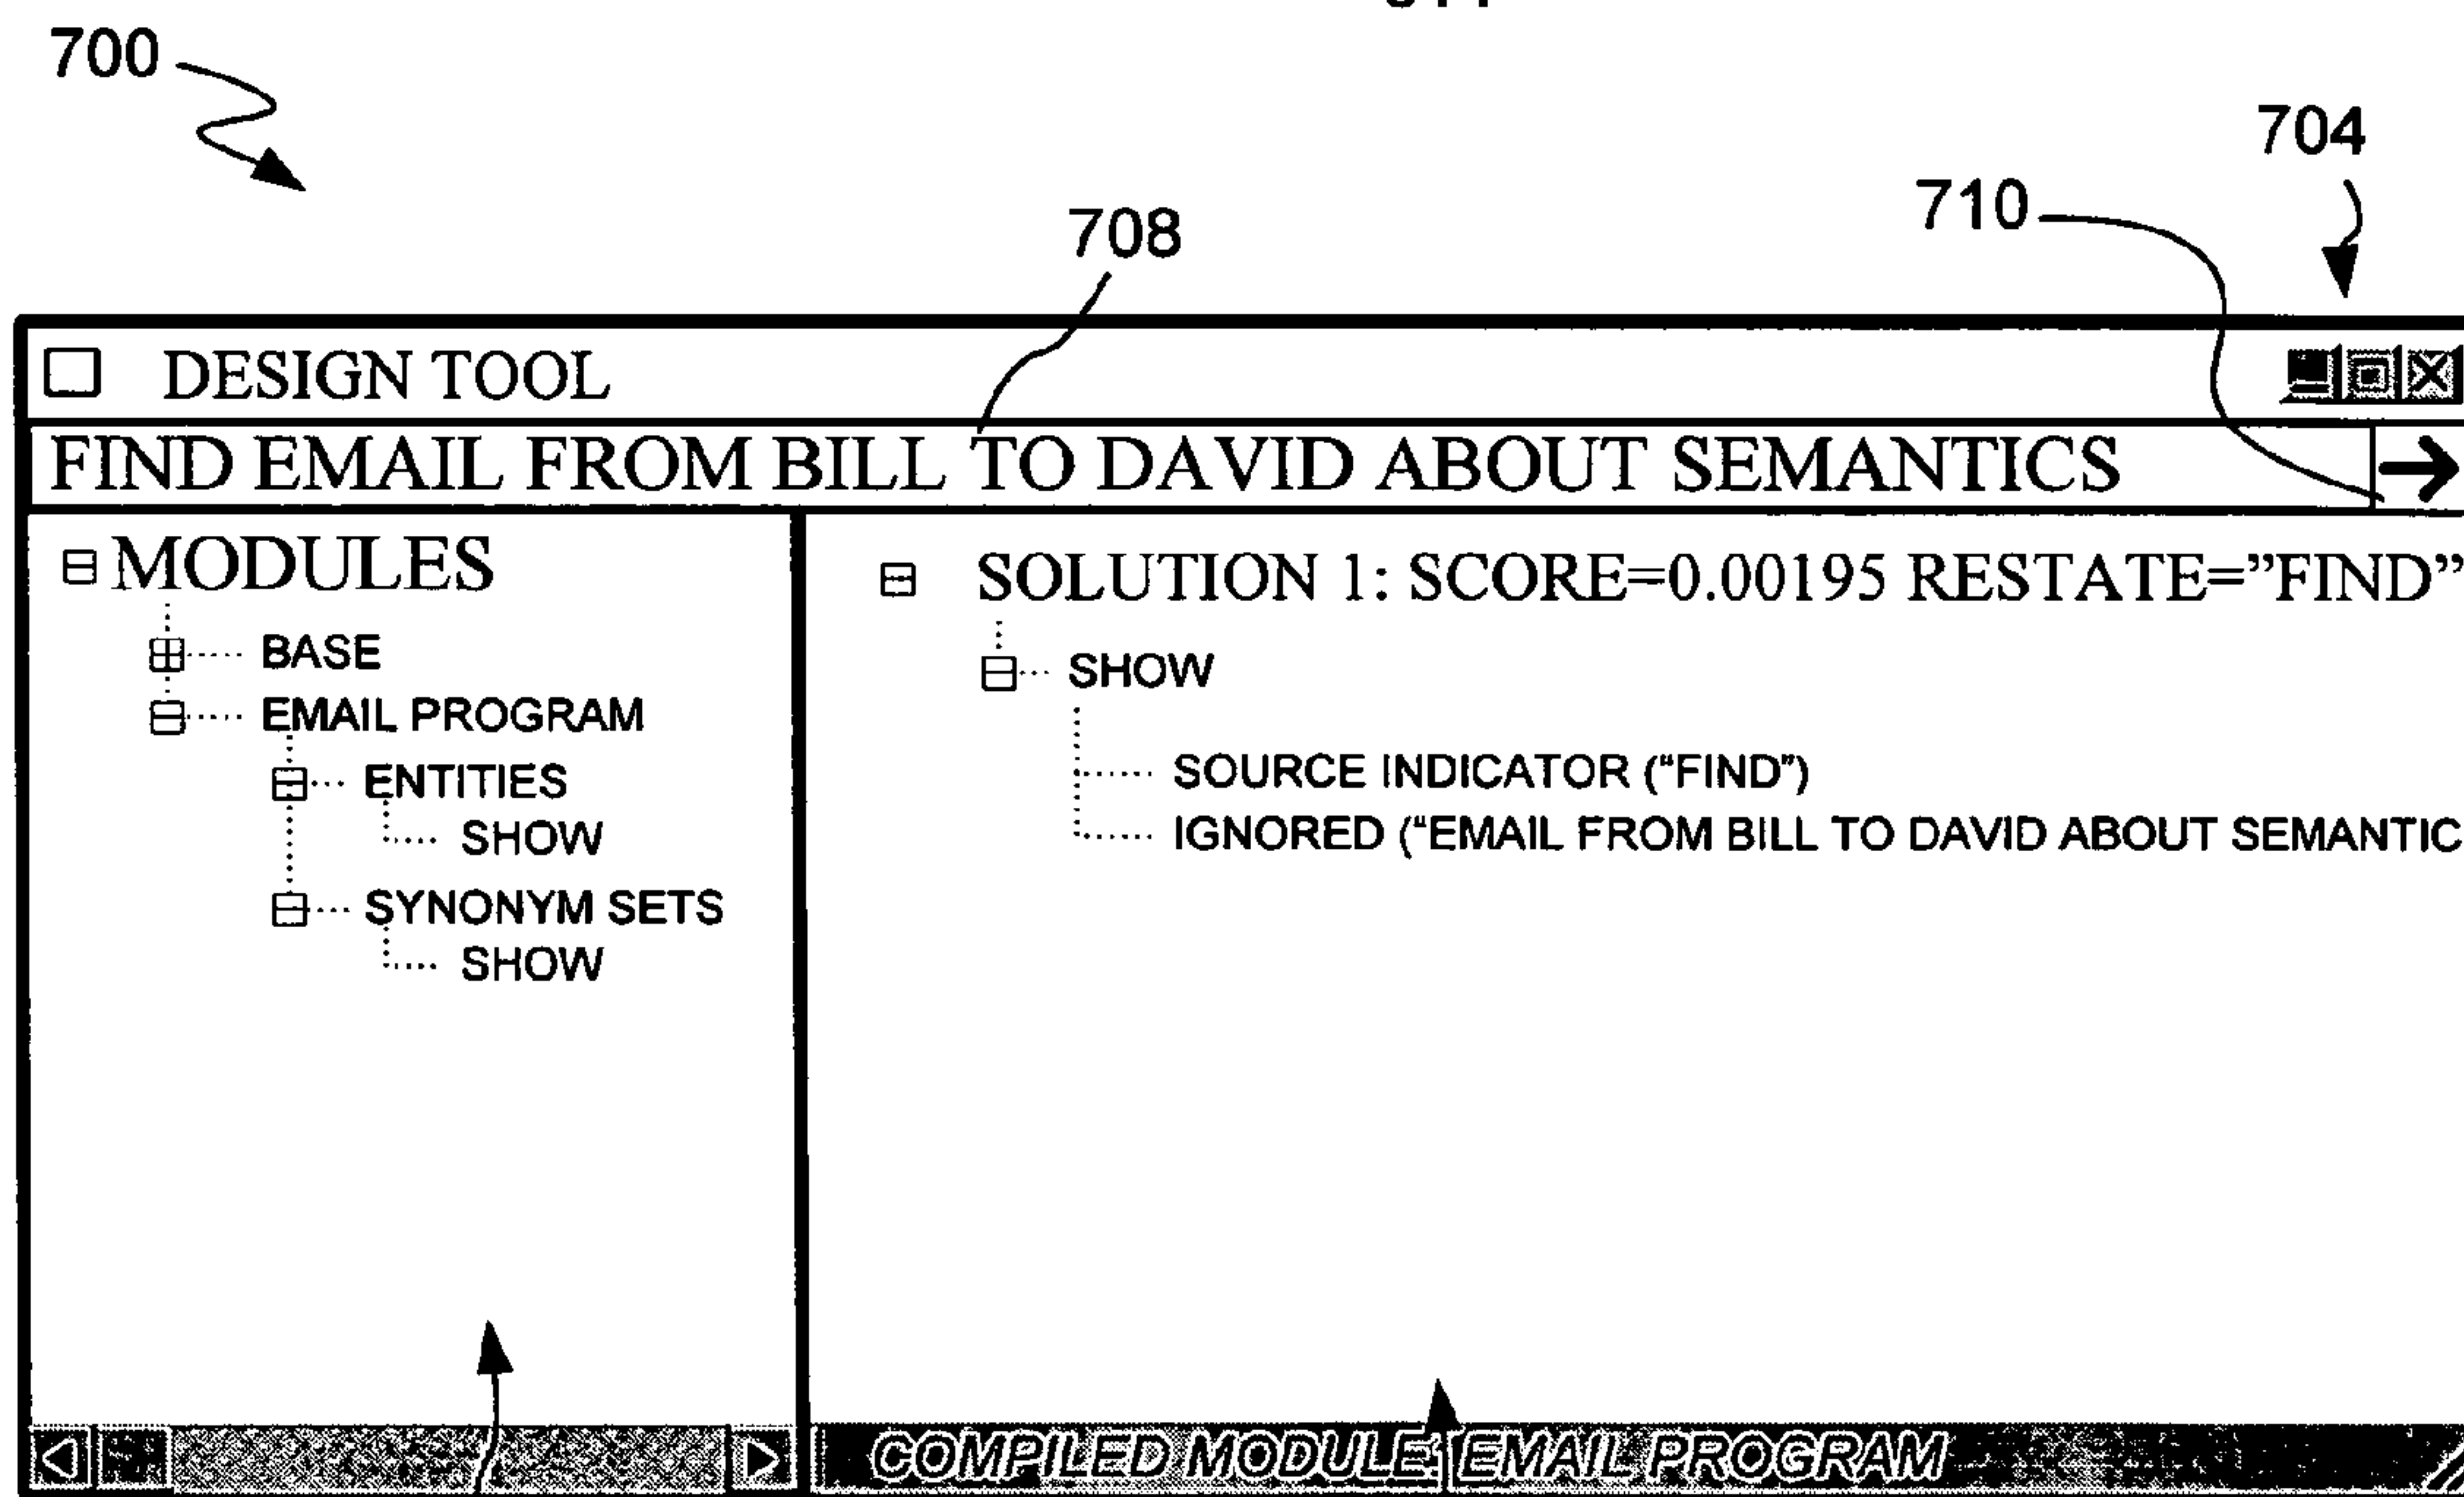 700
704
710
708
DESIGN TOOL
FIND EMAIL FROM BILL TO DAVID ABOUT SEMANTICS
MODULES
BASE
EMAIL PROGRAM
ENTITIES
SHOW
SYNONYM SETS
SHOW
SOLUTION 1: SCORE=0.00195 RESTATE=”FIND”
SHOW
SOURCE INDICATOR (“FIND”)
IGNORED (“EMAIL FROM BILL TO DAVID ABOUT SEMANTIC
COMPILED MODULE: EMAIL PROGRAM